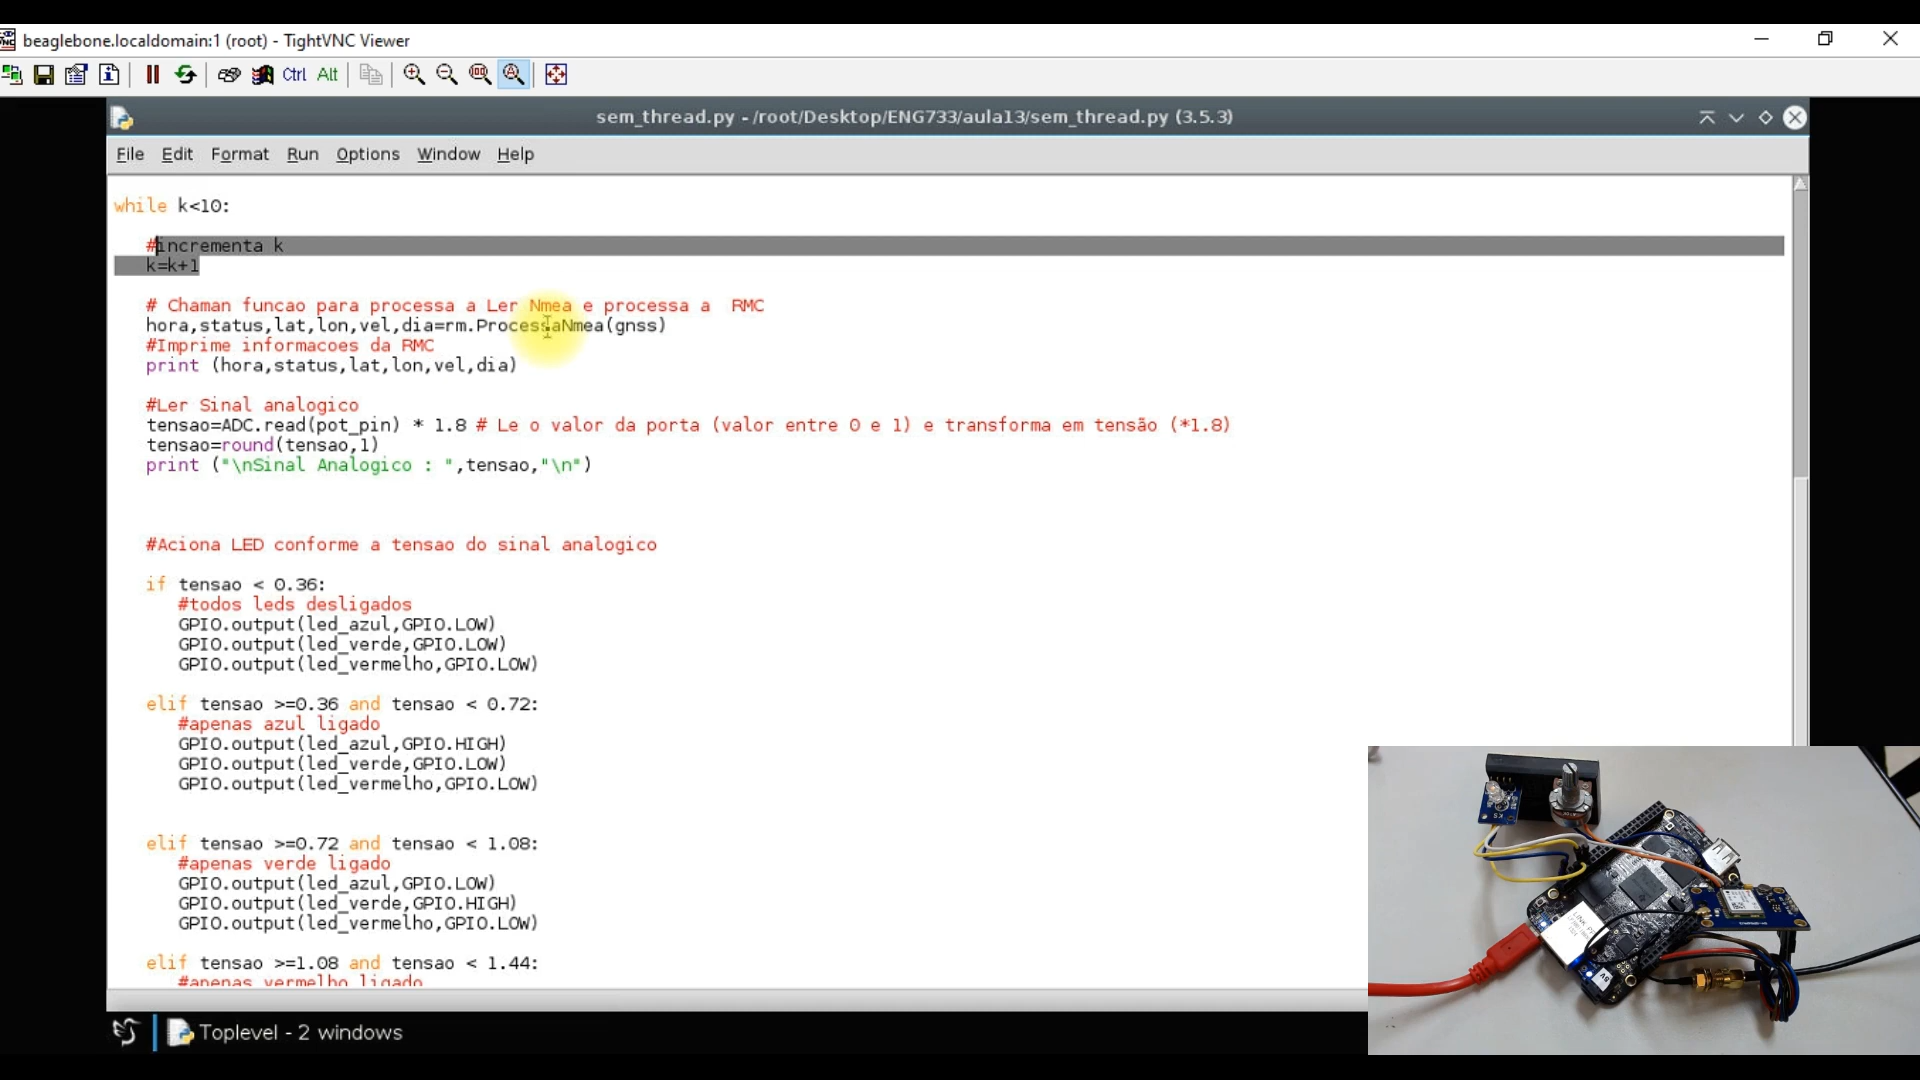 beaglebone.localdomain:1 (root) - TightVNC Viewer
Ctrl Alt
sem_thread.py - /root/Desktop/ENG733/aula13/sem_thread.py (3.5.3)
File Edit Format Run Options Window Help
while k<10:
#incrementa k
k=k+1
# Chaman funcao para processa a Ler Nmea e processa a  RMC
hora,status,lat,lon,vel,dia=rm.ProcessaNmea(gnss)
#Imprime informacoes da RMC
print (hora,status,lat,lon,vel,dia)
#Ler Sinal analogico
tensao=ADC.read(pot_pin) * 1.8 # Le o valor da porta (valor entre 0 e 1) e transforma em tensão (*1.8)
tensao=round(tensao,1)
print ("\nSinal Analogico : ",tensao,"\n")
#Aciona LED conforme a tensao do sinal analogico
if tensao < 0.36:
#todos leds desligados
GPIO.output(led_azul,GPIO.LOW)
GPIO.output(led_verde,GPIO.LOW)
GPIO.output(led_vermelho,GPIO.LOW)
elif tensao >=0.36 and tensao < 0.72:
#apenas azul ligado
GPIO.output(led_azul,GPIO.HIGH)
GPIO.output(led_verde,GPIO.LOW)
GPIO.output(led_vermelho,GPIO.LOW)
elif tensao >=0.72 and tensao < 1.08:
#apenas verde ligado
GPIO.output(led_azul,GPIO.LOW)
GPIO.output(led_verde,GPIO.HIGH)
GPIO.output(led_vermelho,GPIO.LOW)
elif tensao >=1.08 and tensao < 1.44:
#apenas vermelho ligado
Toplevel - 2 windows